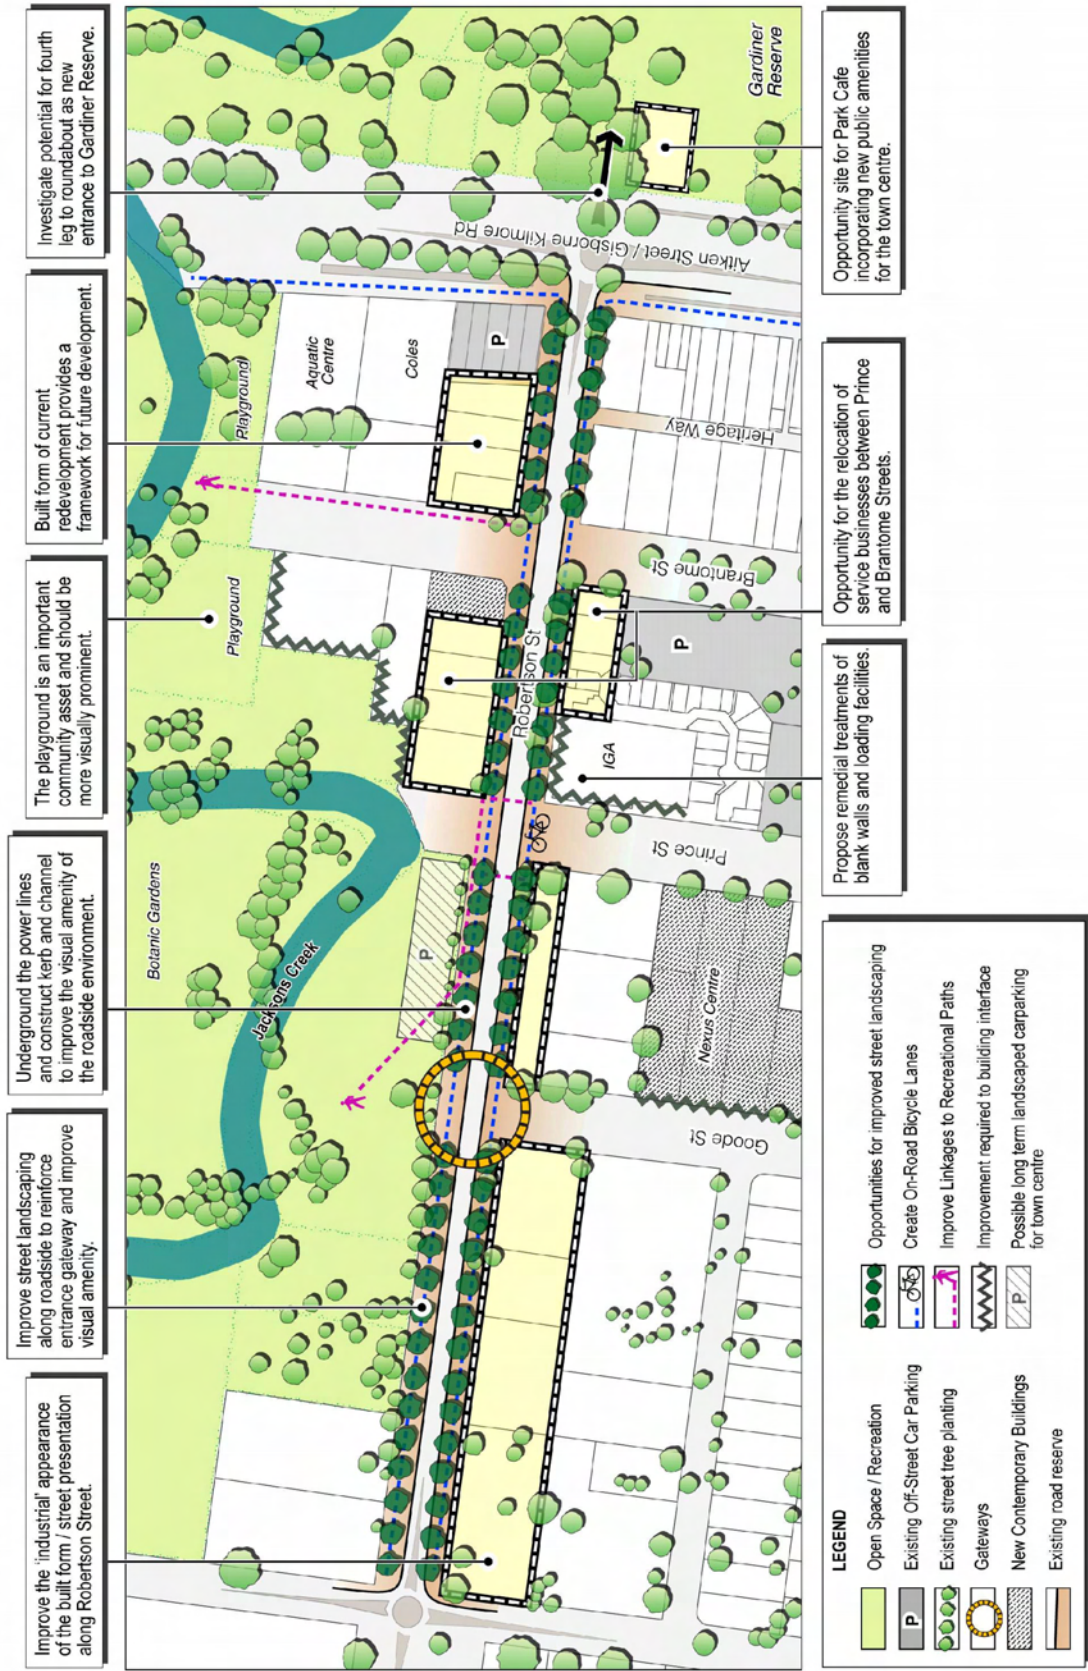 Improve the 'industrial' appearance
of the built form / street presentation
along Robertson Street.
Improve street landscaping
along roadside to reinforce
entrance gateway and improve
visual amenity.
Underground the power lines
and construct kerb and channel
to improve the visual amenity of
the roadside environment.
The playground is an important
community asset and should be
more visually prominent.
Built form of current
redevelopment provides a
framework for future development.
Investigate potential for fourth
leg to roundabout as new
entrance to Gardiner Reserve.
Botanic Gardens
Jacksons Creek
Playground
Playground
Aquatic
Centre
Coles
P
P
Robertson St
Aitken Street / Gisborne Kilmore Rd
Gardiner
Reserve
Goode St
Nexus Centre
Prince St
IGA
P
Brantome St
Heritage Way
Propose remedial treatments of
blank walls and loading facilities.
Opportunity for the relocation of
service businesses between Prince
and Brantome Streets.
Opportunity site for Park Cafe
incorporating new public amenities
for the town centre.
LEGEND
Open Space / Recreation
P
Existing Off-Street Car Parking
Existing street tree planting
Gateways
New Contemporary Buildings
Existing road reserve
Opportunities for improved street landscaping
Create On-Road Bicycle Lanes
Improve Linkages to Recreational Paths
Improvement required to building interface
P
Possible long term landscaped carparking
for town centre